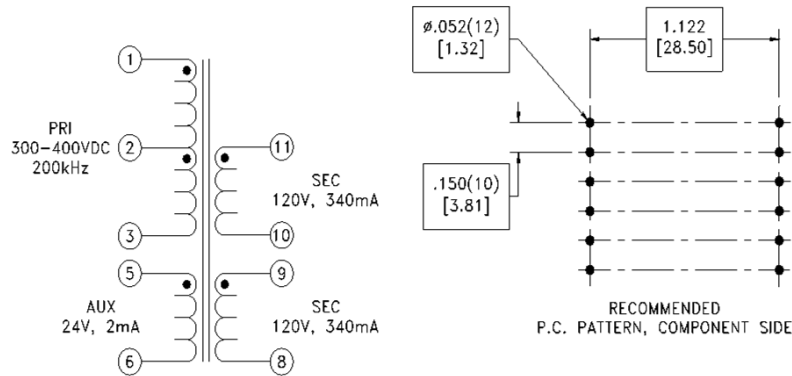 1
PRI
300-400VDC
200kHz
2
3
11
SEC
120V, 340mA
10
5
AUX
24V, 2mA
6
9
SEC
120V, 340mA
8
ø.052(12)
[1.32]
1.122
[28.50]
.150(10)
[3.81]
RECOMMENDED
P.C. PATTERN, COMPONENT SIDE